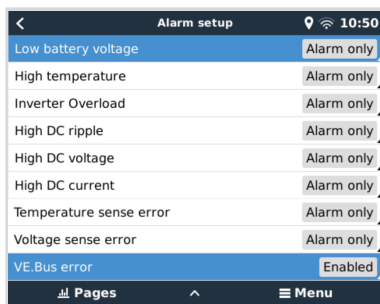 Alarm setup 10:50
Low battery voltage Alarm only
High temperature Alarm only
Inverter Overload Alarm only
High DC ripple Alarm only
High DC voltage Alarm only
High DC current Alarm only
Temperature sense error Alarm only
Voltage sense error Alarm only
VE.Bus error Enabled
Pages Menu